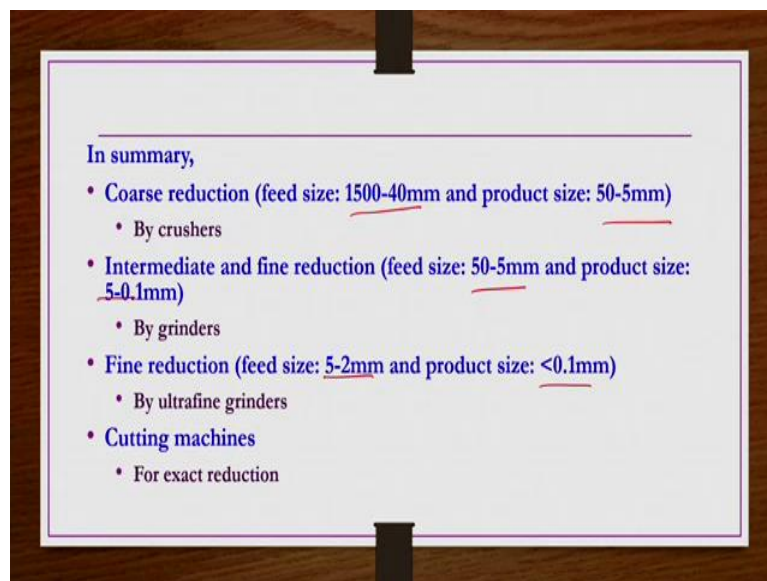 In summary,
• Coarse reduction (feed size: 1500-40mm and product size: 50-5mm)
• By crushers
• Intermediate and fine reduction (feed size: 50-5mm and product size:
5-0.1mm)
• By grinders
• Fine reduction (feed size: 5-2mm and product size: <0.1mm)
• By ultrafine grinders
• Cutting machines
• For exact reduction